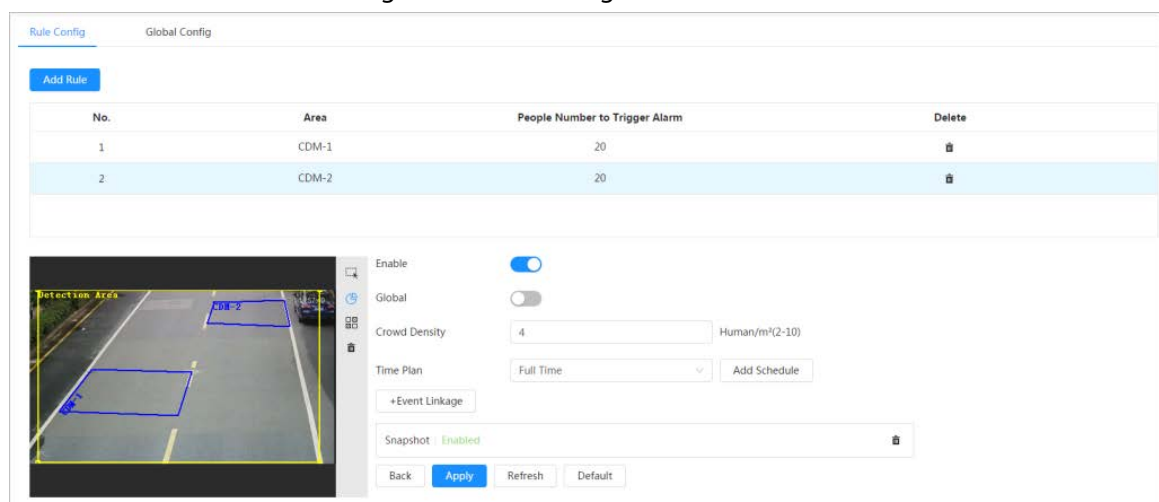 Rule Config Global Config
Add Rule
No. Area People Number to Trigger Alarm Delete
1 CDM-1 20
2 CDM-2 20
Enable
Detection Area
CDM-2
CDM-1
Global
Crowd Density 4 Human/m²(2-10)
Time Plan Full Time Add Schedule
+Event Linkage
Snapshot Enabled
Back Apply Refresh Default